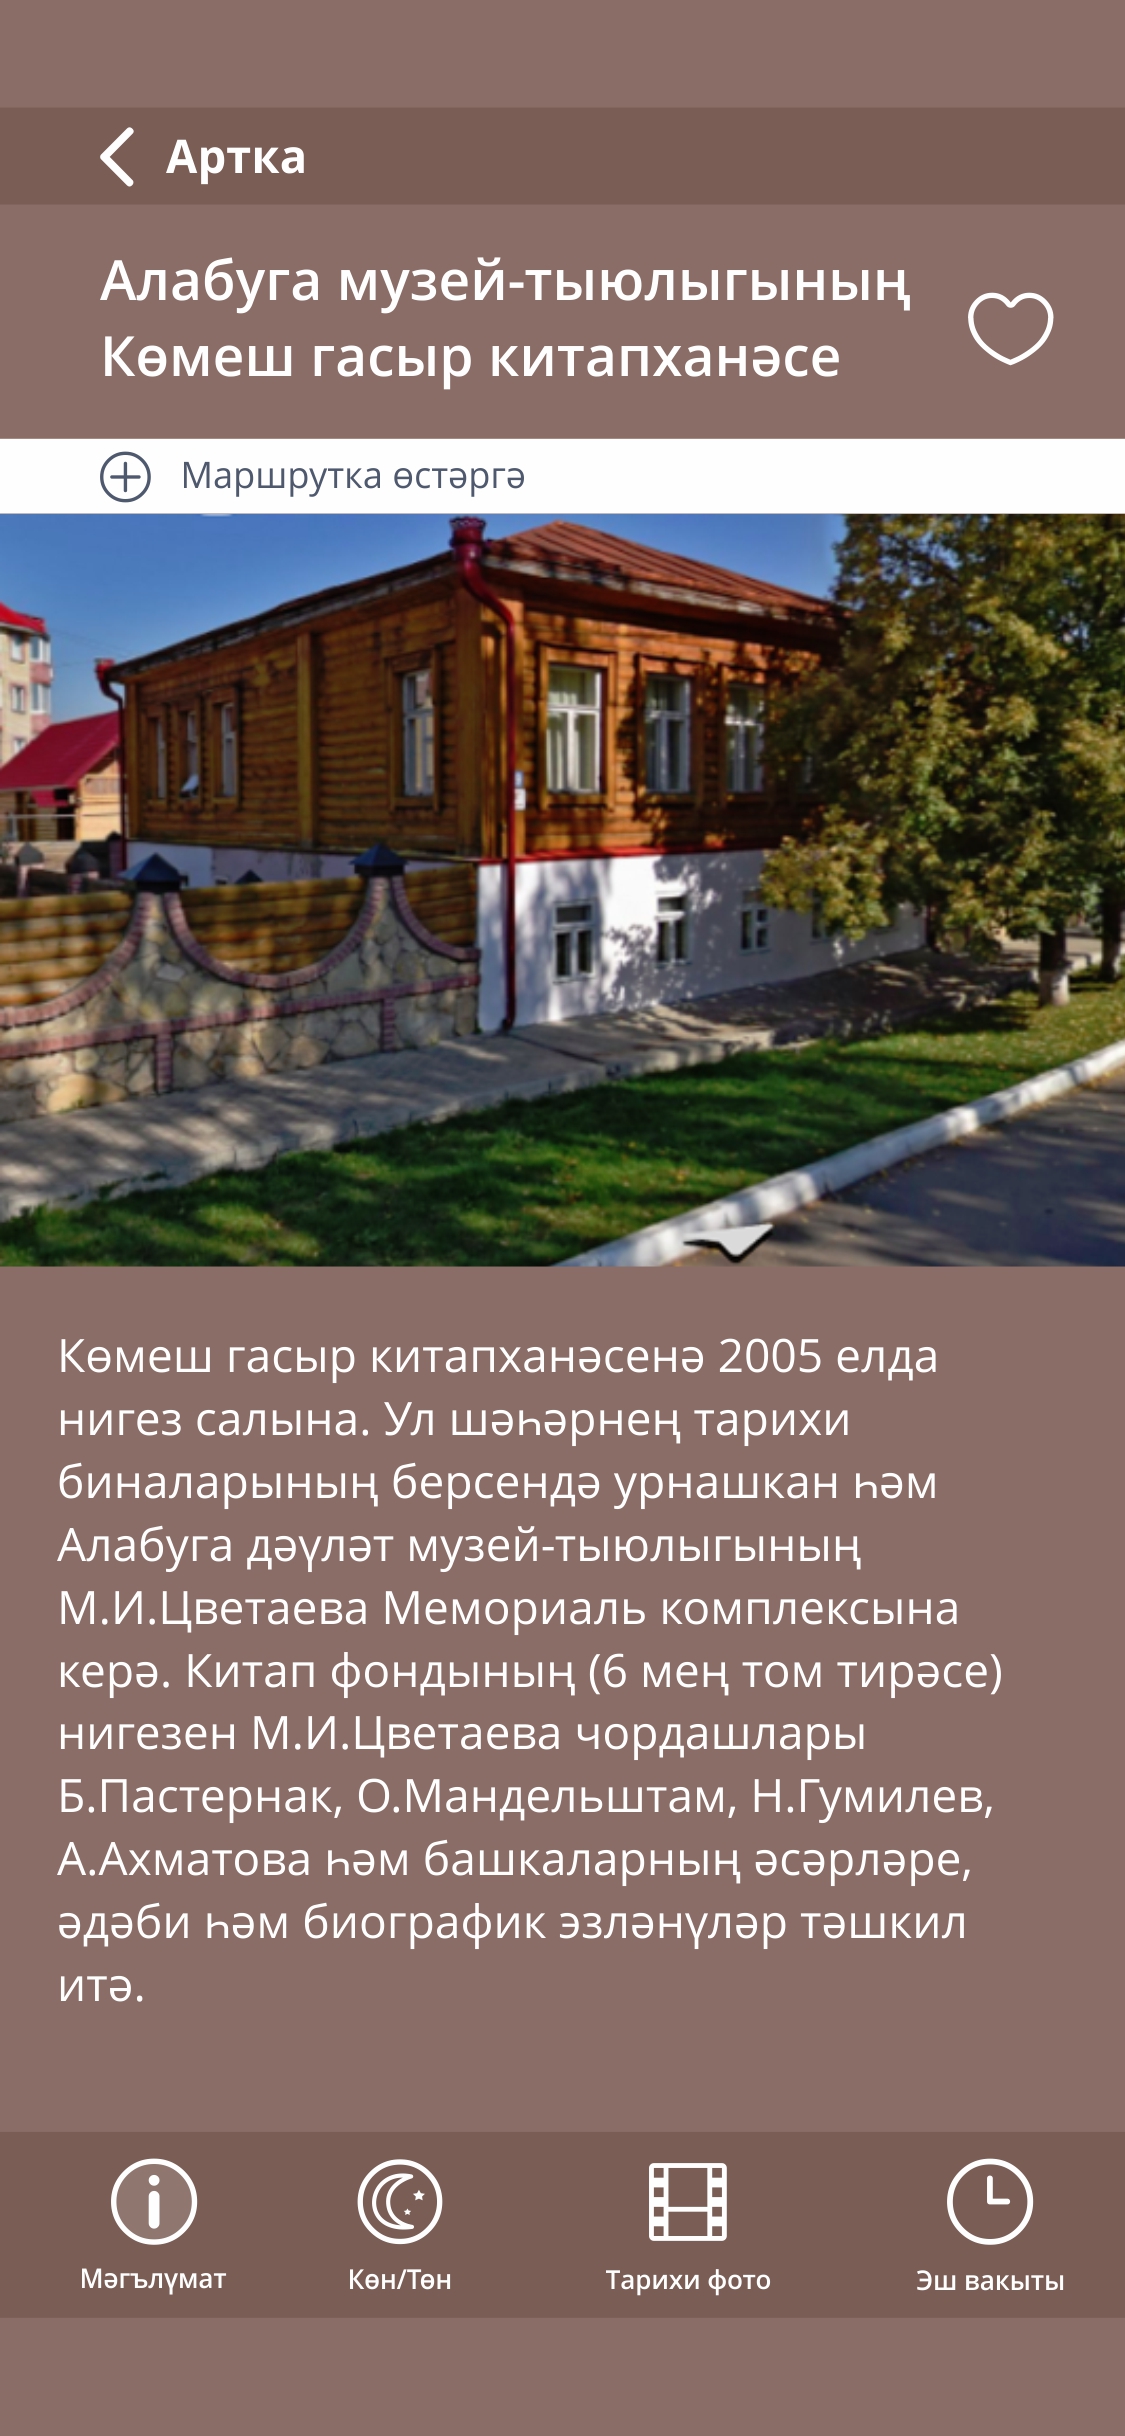 Артка
Алабуга музей-тыюлыгының
Көмеш гасыр китапханәсе
Маршрутка өстәргә
Көмеш гасыр китапханәсенә 2005 елда
нигез салына. Ул шәһәрнең тарихи
биналарының берсендә урнашкан һәм
Алабуга дәүләт музей-тыюлыгының
М.И.Цветаева Мемориаль комплексына
керә. Китап фондының (6 мең том тирәсе)
нигезен М.И.Цветаева чордашлары
Б.Пастернак, О.Мандельштам, Н.Гумилев,
А.Ахматова һәм башкаларның әсәрләре,
әдәби һәм биографик эзләнүләр тәшкил
итә.
Мәгълүмат
Көн/Төн
Тарихи фото
Эш вакыты